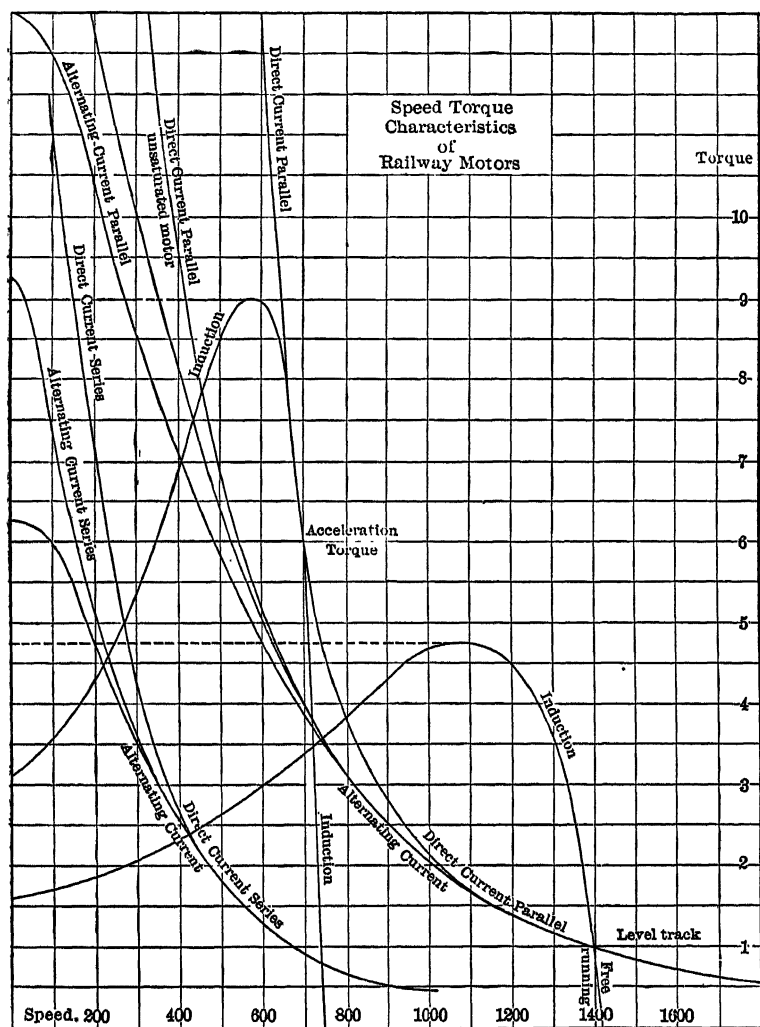 Speed Torque
Characteristics
of
Railway Motors
Torque
10
9
8
7
6
5
4
3
2
1
Alternating-Current Parallel
Direct Current Parallel
unsaturated motor
Direct Current Parallel
Direct Current-Series
Alternating Current Series
Induction
Acceleration
Torque
Induction
Alternating Current
Direct Current Series
Induction
Alternating Current
Direct Current Parallel
Level track
Free
running
Speed. 200 400 600 800 1000 1200 1400 1600